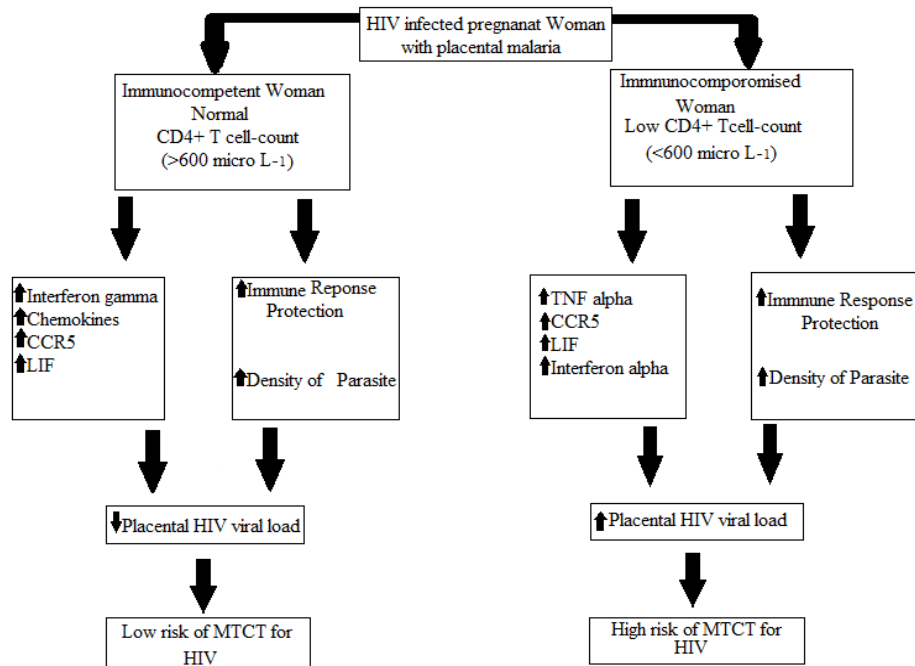 HIV infected pregnanat Woman
with placental malaria
Immunocompetent Woman
Normal
CD4+ T cell-count
(>600 micro L-1)
Immnunocomporomised
Woman
Low CD4+ Tcell-count
(<600 micro L-1)
Interferon gamma
Chemokines
CCR5
LIF
Immune Reponse
Protection
Density of Parasite
TNF alpha
CCR5
LIF
Interferon alpha
Immnune Response
Protection
Density of Parasite
Placental HIV viral load
Placental HIV viral load
Low risk of MTCT for
HIV
High risk of MTCT for
HIV